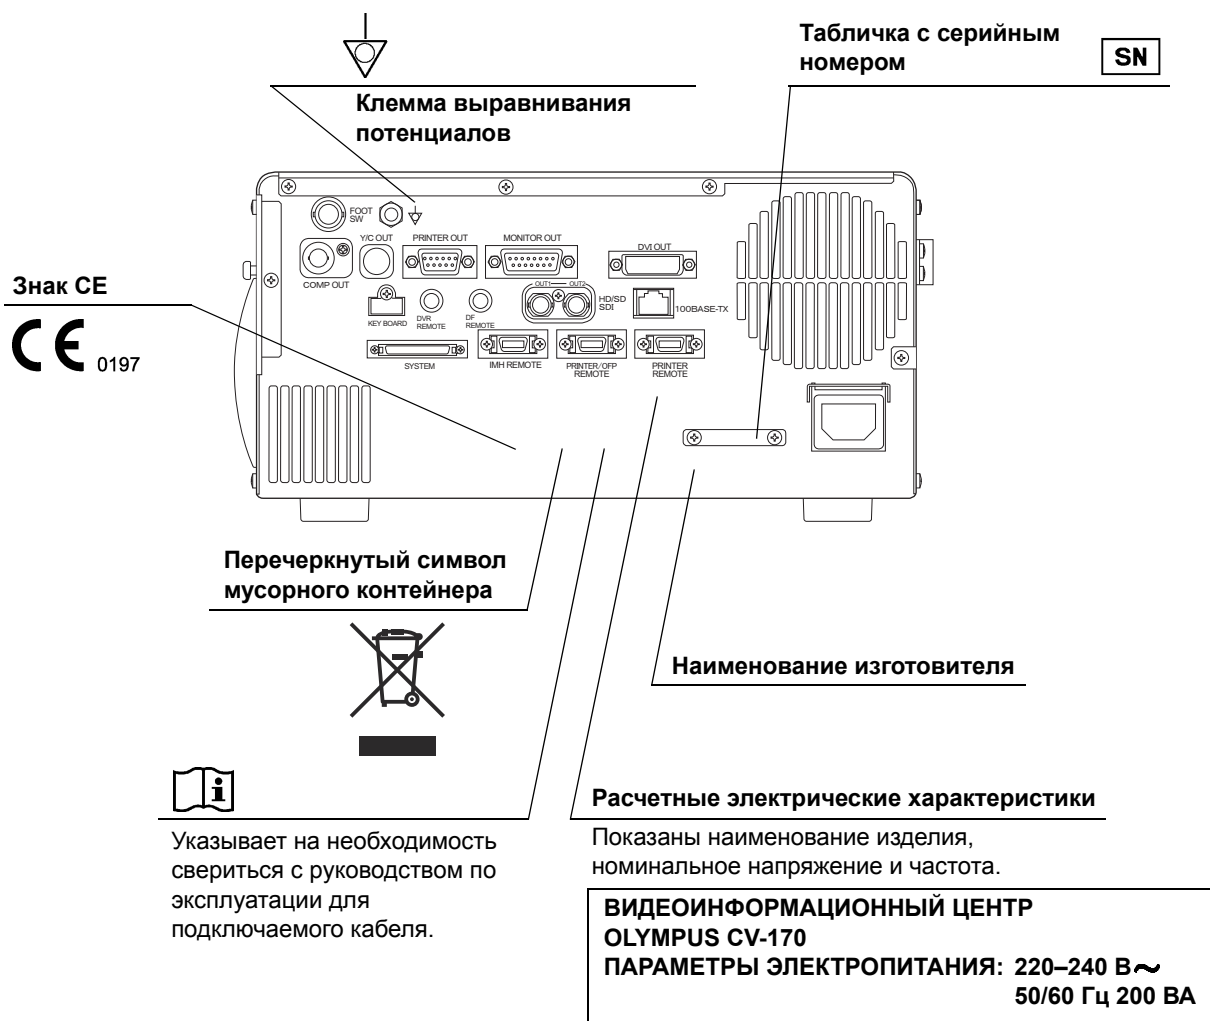 Табличка с серийным
номером
SN
Клемма выравнивания
потенциалов
FOOT
SW
Y/C OUT
PRINTER OUT
MONITOR OUT
DVI OUT
COMP OUT
OUT1
OUT2
HD/SD
SDI
100BASE-TX
KEY BOARD
DVR
REMOTE
DF
REMOTE
SYSTEM
IMH REMOTE
PRINTER/OFP
REMOTE
PRINTER
REMOTE
Знак CE
CE 0197
Перечеркнутый символ
мусорного контейнера
Наименование изготовителя
i
Указывает на необходимость
свериться с руководством по
эксплуатации для
подключаемого кабеля.
Расчетные электрические характеристики
Показаны наименование изделия,
номинальное напряжение и частота.
ВИДЕОИНФОРМАЦИОННЫЙ ЦЕНТР
OLYMPUS CV-170
ПАРАМЕТРЫ ЭЛЕКТРОПИТАНИЯ: 220–240 В～
50/60 Гц 200 ВА